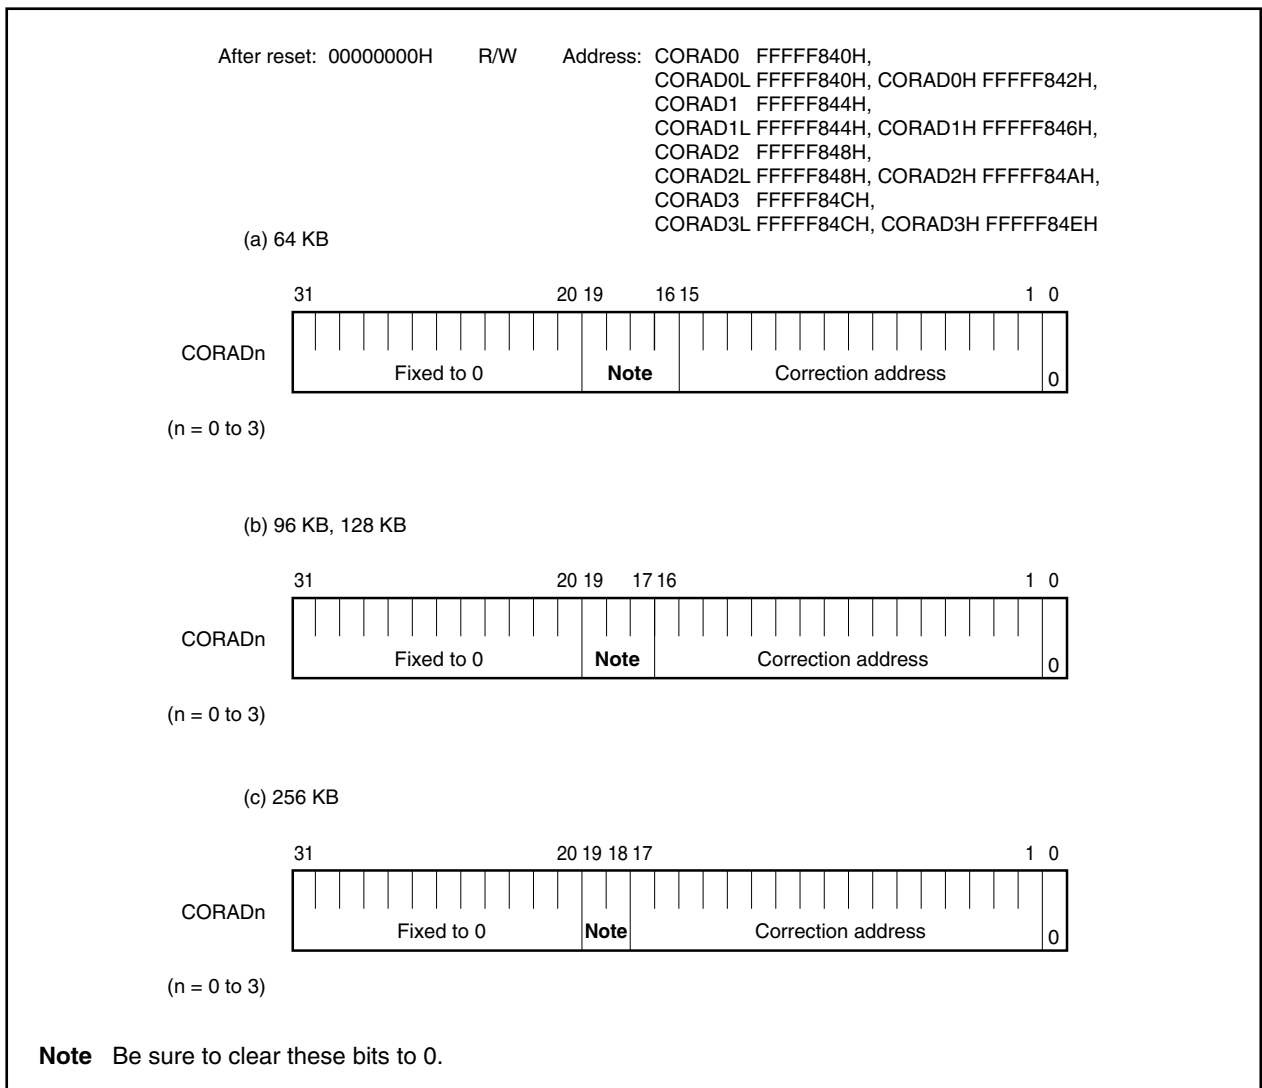 After reset: 00000000H R/W Address: CORAD0 FFFFF840H,
CORAD0L FFFFF840H, CORAD0H FFFFF842H,
CORAD1 FFFFF844H,
CORAD1L FFFFF844H, CORAD1H FFFFF846H,
CORAD2 FFFFF848H,
CORAD2L FFFFF848H, CORAD2H FFFFF84AH,
CORAD3 FFFFF84CH,
CORAD3L FFFFF84CH, CORAD3H FFFFF84EH
(a) 64 KB
31 20 19 16 15 1 0
CORADn
Fixed to 0 Note Correction address 0
(n = 0 to 3)
(b) 96 KB, 128 KB
31 20 19 17 16 1 0
CORADn
Fixed to 0 Note Correction address 0
(n = 0 to 3)
(c) 256 KB
31 20 19 18 17 1 0
CORADn
Fixed to 0 Note Correction address 0
(n = 0 to 3)
Note Be sure to clear these bits to 0.